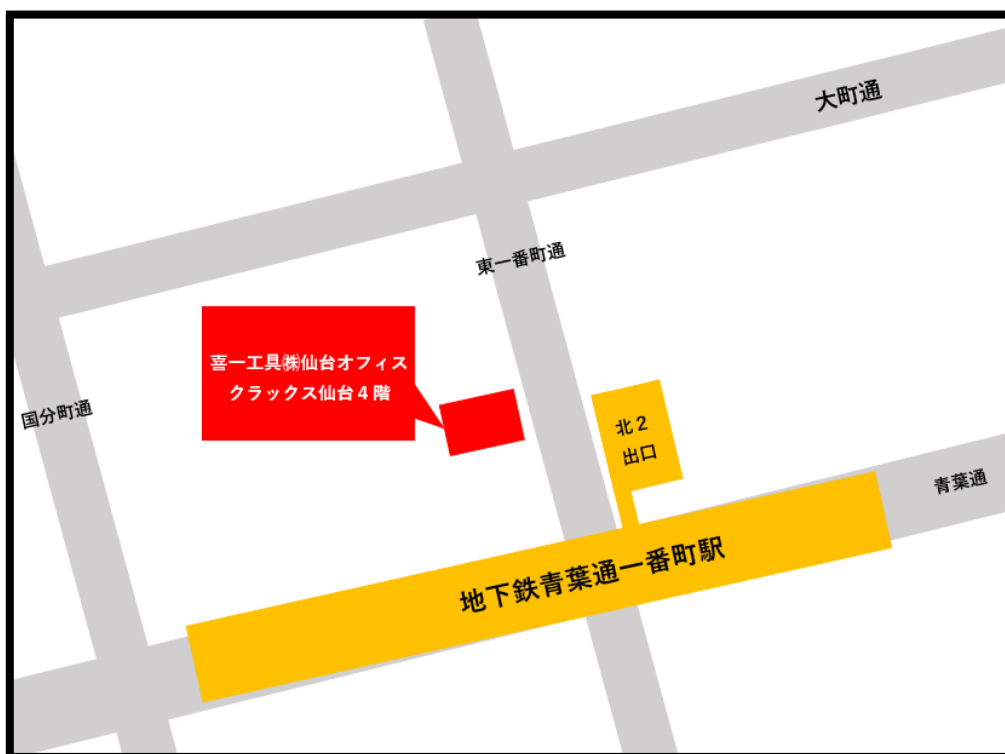 大町通
東一番町通
喜一工具㈱仙台オフィス
クラックス仙台４階
国分町通
北２
出口
青葉通
地下鉄青葉通一番町駅